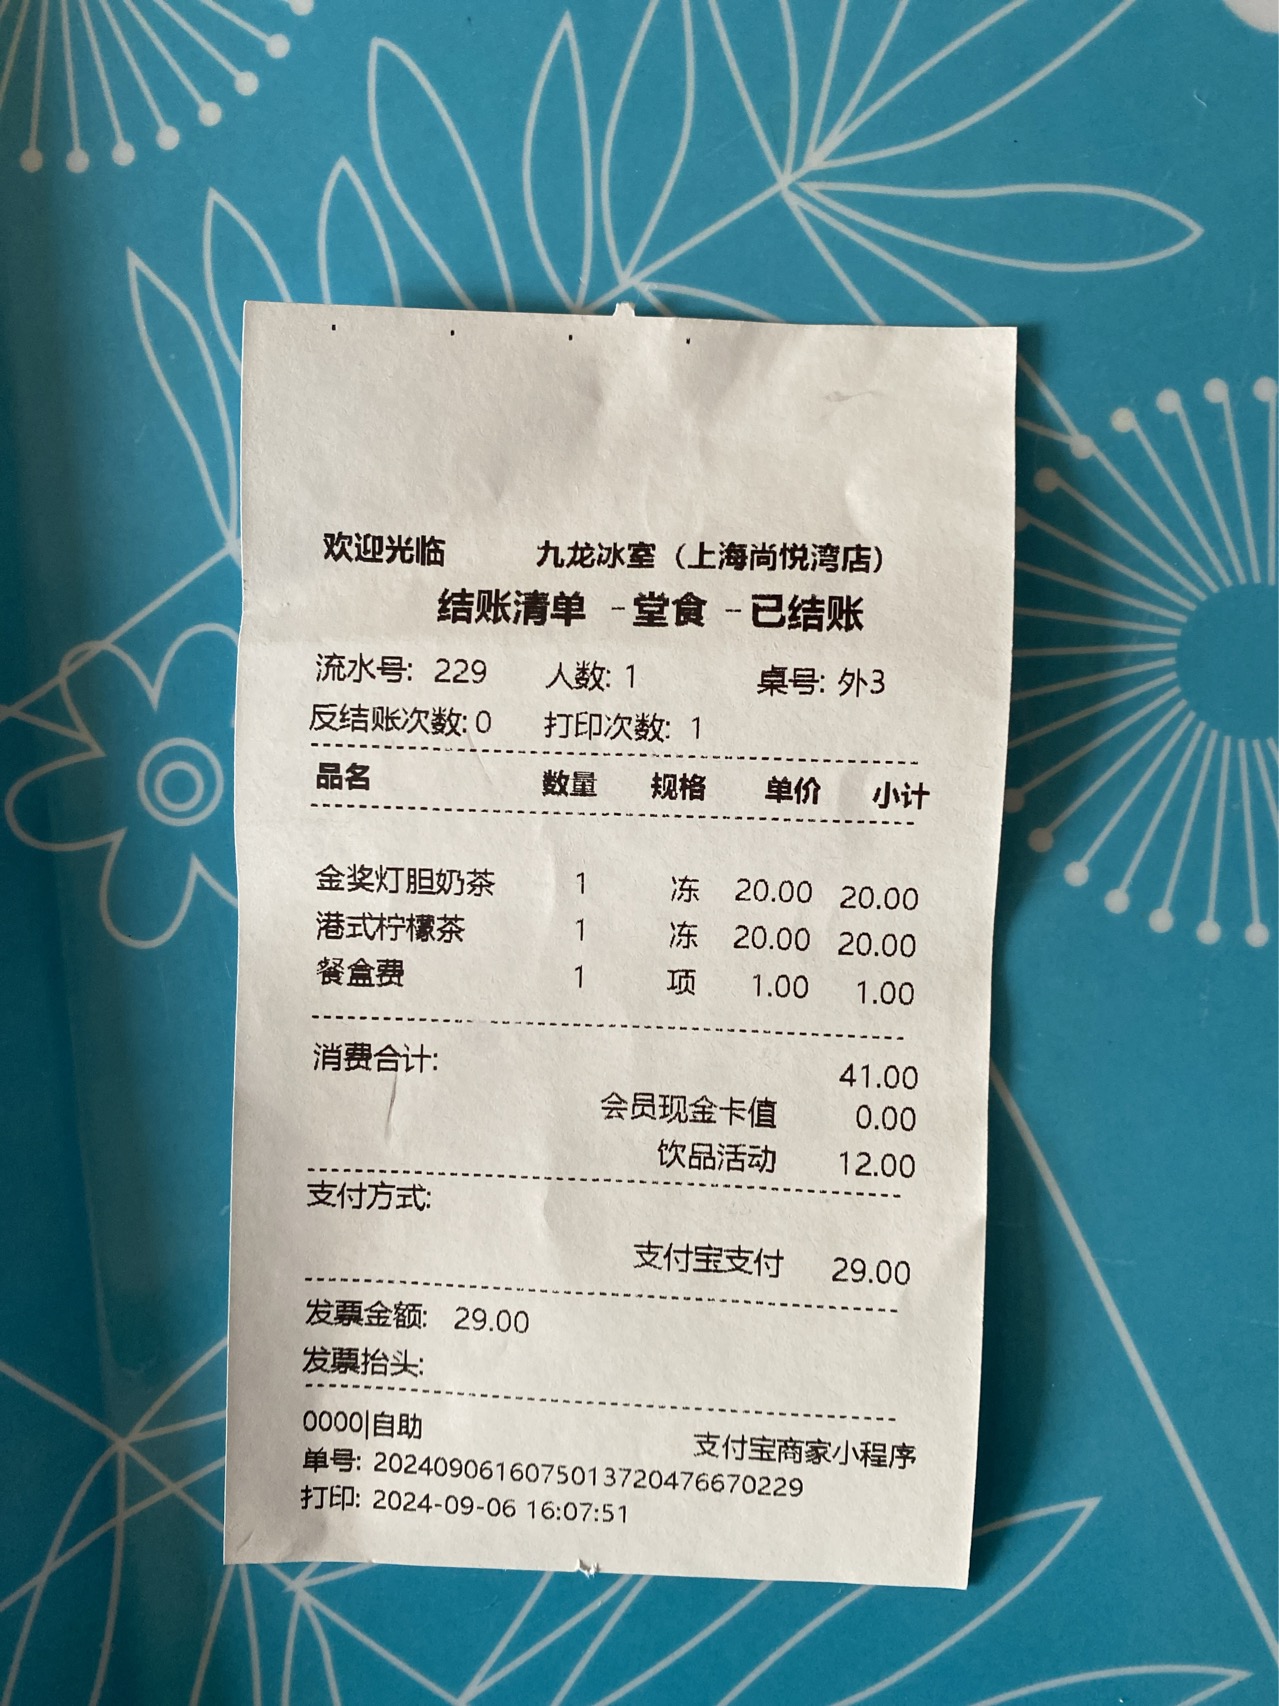 欢迎光临 九龙冰室（上海尚悦湾店）
结账清单 -堂食 -已结账
流水号: 229 人数: 1 桌号: 外3
反结账次数: 0 打印次数: 1
品名 数量 规格 单价 小计
金奖灯胆奶茶 1 冻 20.00 20.00
港式柠檬茶 1 冻 20.00 20.00
餐盒费 1 项 1.00 1.00
消费合计: 41.00
会员现金卡值 0.00
饮品活动 12.00
支付方式:
支付宝支付 29.00
发票金额: 29.00
发票抬头:
0000|自助 支付宝商家小程序
单号: 20240906160750137204766​70229
打印: 2024-09-06 16:07:51